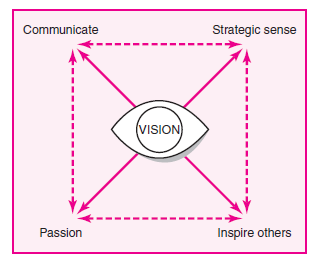 Communicate
Strategic sense
VISION
Passion
Inspire others